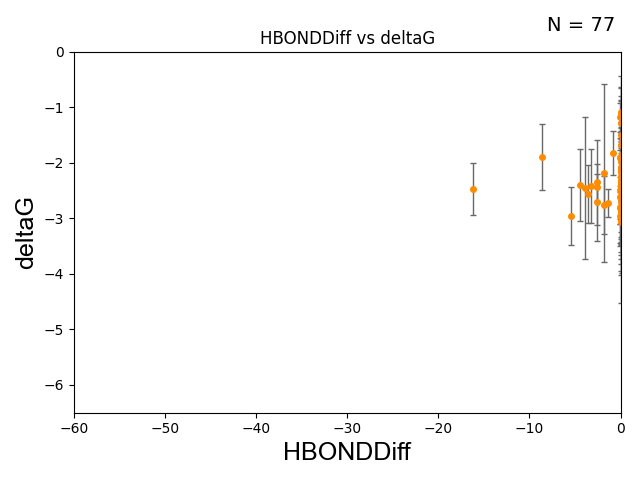 N = 77
HBONDDiff vs deltaG
0
−1
−2
−3
−4
−5
−6
deltaG
−60 −50 −40 −30 −20 −10 0
HBONDDiff